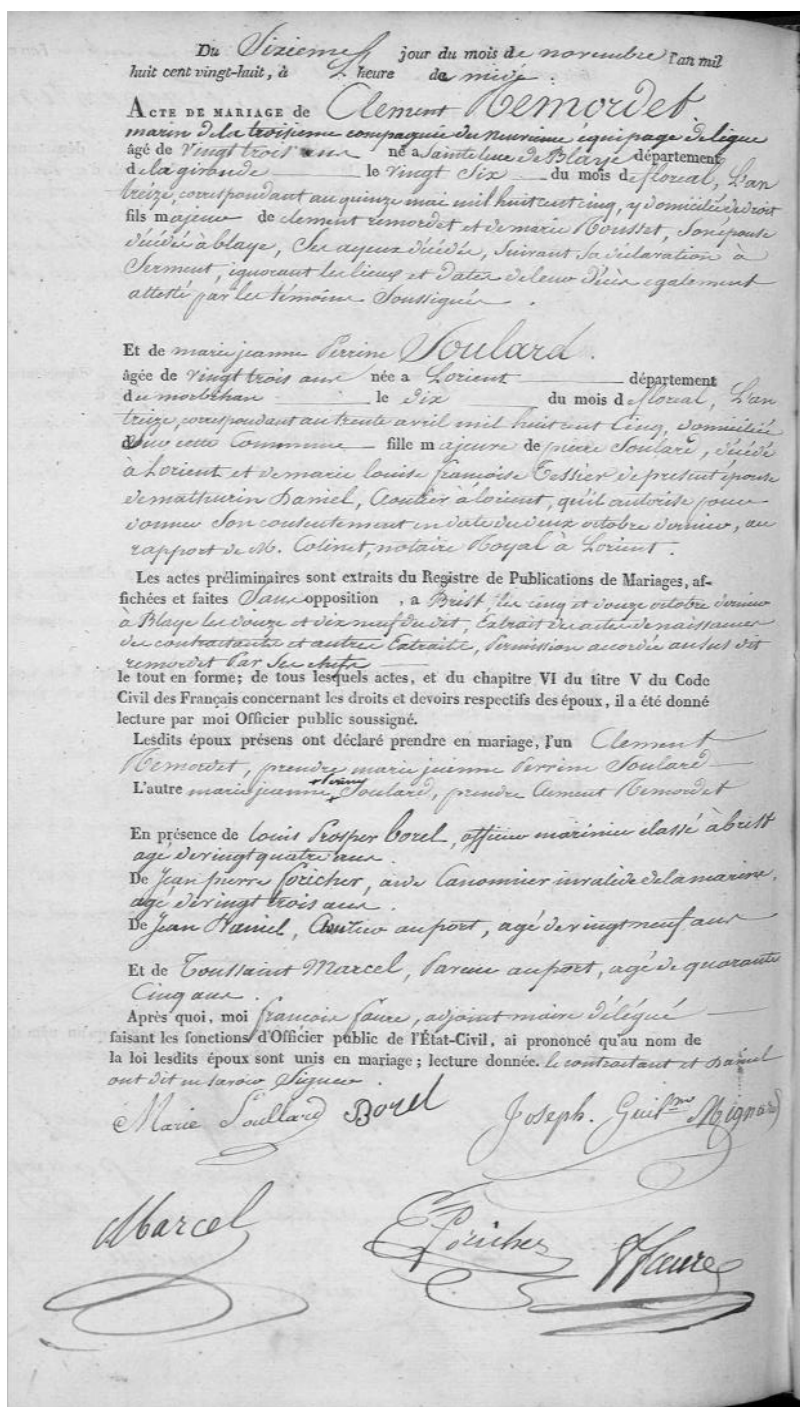 Du Sixieme jour du mois de novembre l'an mil
huit cent vingt-huit, à heure de midi.
ACTE DE MARIAGE de Clement Remordet.
marin de la troisieme compagnie du neuvieme équipage de ligne
âgé de vingt trois ans né a Sainte luce de Blaye département
de la gironde le vingt Six du mois de floreal, L'an
treize, correspondant au quinze mai mil huit cent cinq, y domicilié de droit
fils majeur de clement remordet et de marie Rousset, son épouse
décédés à blaye, Ses ayeux décédés, suivant sa déclaration à
Serment, ignorant les lieux et dates de leur décès également
attesté par les témoins Soussignés.
Et de marie jeanne Perrine Soulard.
âgée de vingt trois ans née a Lorient département
du morbihan le dix du mois de floreal, L'an
treize, correspondant au trente avril mil huit cent cinq, domiciliée
cette Commune fille majeure de pierre Soulard, décédé
à Lorient et de marie louise françoise Tessier de présent épouse
de mathurin Daniel, à lorient, qu'il autorise pour
donner Son consentement en date du deux octobre dernier, au
rapport de M. Colinet, notaire Royal à Lorient.
Les actes préliminaires sont extraits du Registre de Publications de Mariages, af-
fichées et faites Sans opposition, a Brest, les cinq et douze octobre dernier
à Blaye les douze et dix neuf du dit, Extrait des actes de naissances
des contractants et autres Extraits, Permission accordée au sus dit
remordet Par Ses chefs
le tout en forme; de tous lesquels actes, et du chapitre VI du titre V du Code
Civil des Français concernant les droits et devoirs respectifs des époux, il a été donné
lecture par moi Officier public soussigné.
Lesdits époux présens ont déclaré prendre en mariage, l'un Clement
Remordet, prendre marie jeanne Perrine Soulard
L'autre marie jeanne + Perrine Soulard, prendre Clement Remordet
En présence de Louis Prosper Borel, officier marinier classé à brest
agé de vingt quatre ans.
De Jean pierre Foricher, aide Canonnier invalide de la marine,
agé de vingt trois ans.
De Jean Daniel, au port, agé de vingt neuf ans
Et de Toussaint Marcel, au port, agé de quarante
Cinq ans.
Après quoi, moi françois faure, adjoint maire délégué
faisant les fonctions d'Officier public de l'État-Civil, ai prononcé qu'au nom de
la loi lesdits époux sont unis en mariage; lecture donnée. le contractant et Daniel
ont dit ne savoir Signer.
Marie Soullard Borel Joseph. Guilme Mignard
Marcel Foricher Faure